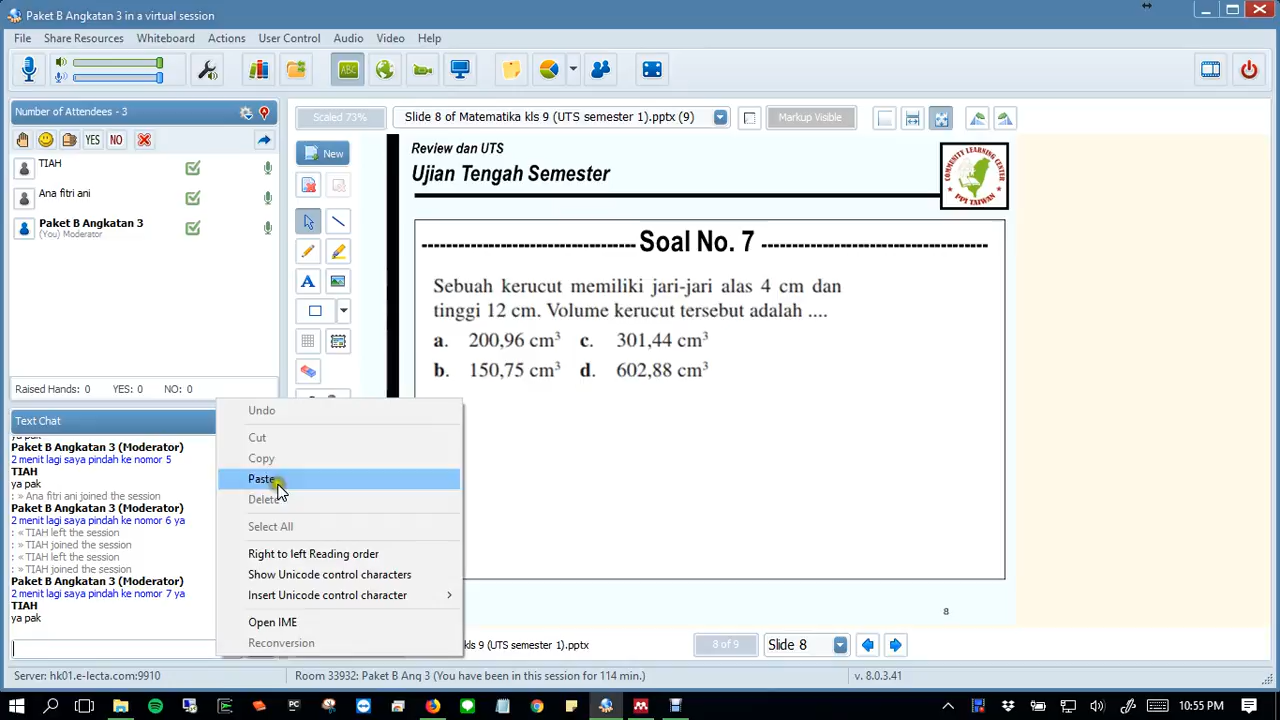 Paket B Angkatan 3 in a virtual session
File Share Resources Whiteboard Actions User Control Audio Video Help
ABC
Number of Attendees - 3
YES NO
TIAH
Ana fitri ani
Paket B Angkatan 3
(You) Moderator
Raised Hands: 0 YES: 0 NO: 0
Text Chat
ya pak
Paket B Angkatan 3 (Moderator)
2 menit lagi saya pindah ke nomor 5
TIAH
ya pak
: » Ana fitri ani joined the session
Paket B Angkatan 3 (Moderator)
2 menit lagi saya pindah ke nomor 6 ya
: « TIAH left the session
: » TIAH joined the session
: « TIAH left the session
: » TIAH joined the session
Paket B Angkatan 3 (Moderator)
2 menit lagi saya pindah ke nomor 7 ya
TIAH
ya pak
Undo
Cut
Copy
Paste
Delete
Select All
Right to left Reading order
Show Unicode control characters
Insert Unicode control character
Open IME
Reconversion
Scaled 73% Slide 8 of Matematika kls 9 (UTS semester 1).pptx (9) Markup Visible
New
A
Review dan UTS
Ujian Tengah Semester
COMMUNITY LEARNING CENTER
PPI TAIWAN
Soal No. 7
Sebuah kerucut memiliki jari-jari alas 4 cm dan
tinggi 12 cm. Volume kerucut tersebut adalah ....
a. 200,96 cm³ c. 301,44 cm³
b. 150,75 cm³ d. 602,88 cm³
8
kls 9 (UTS semester 1).pptx 8 of 9 Slide 8
Server: hk01.e-lecta.com:9910 Room 33932: Paket B Ang 3 (You have been in this session for 114 min.) v. 8.0.3.41
PC
10:55 PM